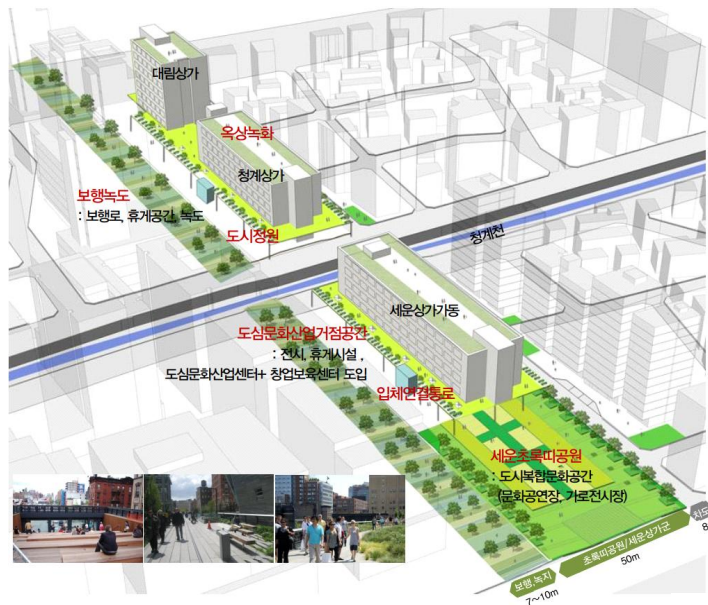 대림상가
옥상녹화
청계상가
보행녹도
: 보행로, 휴게공간, 녹도
도시정원
청계천
세운상가가동
도심문화산업거점공간
: 전시, 휴게시설 ,
도심문화산업센터+ 창업보육센터 도입
입체연결통로
세운초록띠공원
: 도시복합문화공간
(문화공연장, 가로전시장)
차도
8
초록띠공원/세운상가군
50m
보행,녹지
7~10m